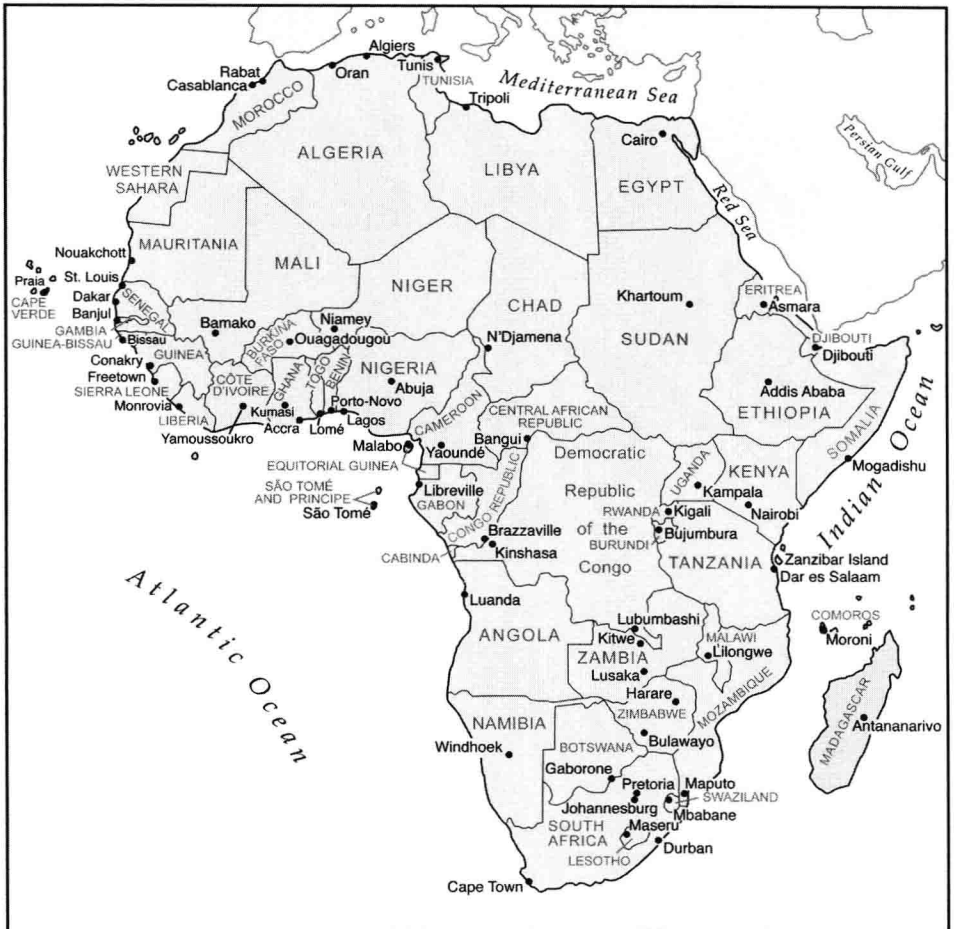 Algiers
Tunis
Oran
Rabat
Casablanca
TUNISIA
Mediterranean Sea
MOROCCO
Tripoli
Cairo
ALGERIA
LIBYA
EGYPT
Persian Gulf
WESTERN
SAHARA
Red Sea
MAURITANIA
Nouakchott
MALI
NIGER
CHAD
St. Louis
Praia
CAPE
VERDE
Dakar
SENEGAL
Banjul
GAMBIA
GUINEA-BISSAU
Bissau
Khartoum
ERITREA
Asmara
SUDAN
Bamako
BURKINA
FASO
Niamey
Ouagadougou
N'Djamena
DJIBOUTI
Djibouti
Conakry
GUINEA
Freetown
SIERRA LEONE
Monrovia
LIBERIA
CÔTE
D'IVOIRE
Yamoussoukro
GHANA
Kumasi
Accra
TOGO
BENIN
Lomé
Porto-Novo
Lagos
NIGERIA
Abuja
Addis Ababa
ETHIOPIA
SOMALIA
CAMEROON
CENTRAL AFRICAN
REPUBLIC
Bangui
Malabo
Yaoundé
EQUITORIAL GUINEA
Democratic
Republic
of the
Congo
UGANDA
KENYA
Mogadishu
Indian Ocean
SÃO TOMÉ
AND PRINCIPE
São Tomé
Libreville
GABON
CONGO REPUBLIC
Kampala
RWANDA
Kigali
Nairobi
Brazzaville
Kinshasa
CABINDA
BURUNDI
Bujumbura
TANZANIA
Zanzibar Island
Dar es Salaam
Atlantic Ocean
Luanda
ANGOLA
Lubumbashi
Kitwe
ZAMBIA
Lusaka
MALAWI
Lilongwe
COMOROS
Moroni
Harare
ZIMBABWE
MOZAMBIQUE
MADAGASCAR
Antananarivo
NAMIBIA
Windhoek
BOTSWANA
Bulawayo
Gaborone
Pretoria
Maputo
Johannesburg
SWAZILAND
Mbabane
SOUTH
AFRICA
Maseru
LESOTHO
Durban
Cape Town